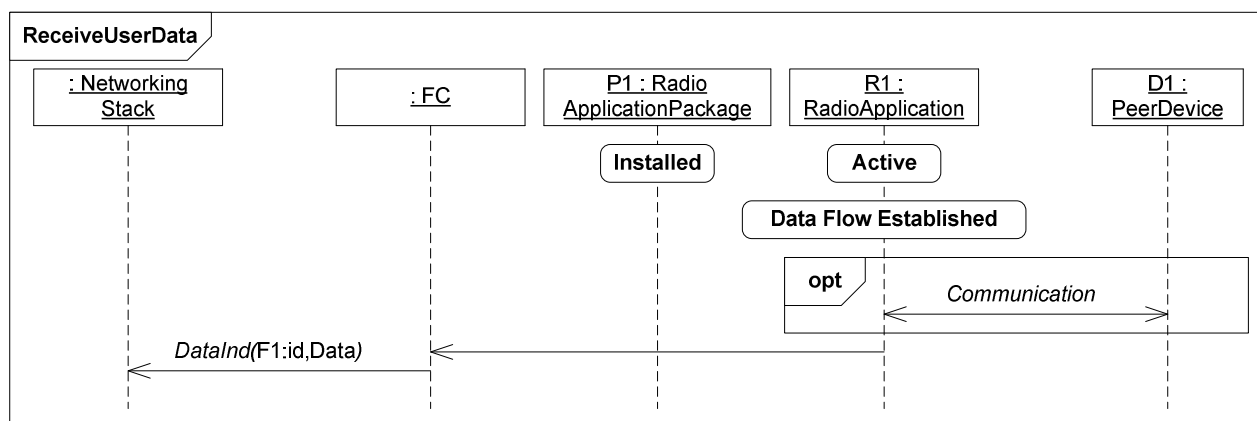 ReceiveUserData
: Networking
Stack
: FC
P1 : Radio
ApplicationPackage
R1 :
RadioApplication
D1 :
PeerDevice
Installed
Active
Data Flow Established
opt
Communication
DataInd(F1:id,Data)